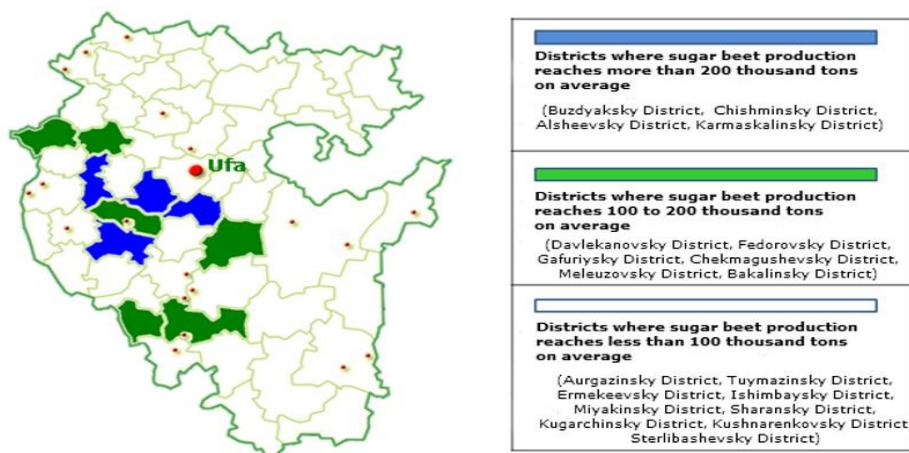 Ufa
Districts where sugar beet production
reaches more than 200 thousand tons
on average
(Buzdyaksky District, Chishminsky District,
Alsheevsky District, Karmaskalinsky District)
Districts where sugar beet production
reaches 100 to 200 thousand tons
on average
(Davlekanovsky District, Fedorovsky District,
Gafuriysky District, Chekmagushevsky District,
Meleuzovsky District, Bakalinsky District)
Districts where sugar beet production
reaches less than 100 thousand tons
on average
(Aurgazinsky District, Tuymazinsky District,
Ermekeevsky District, Ishimbaysky District,
Miyakinsky District, Sharansky District,
Kugarchinsky District, Kushnarenkovsky District
Sterlibashevsky District)